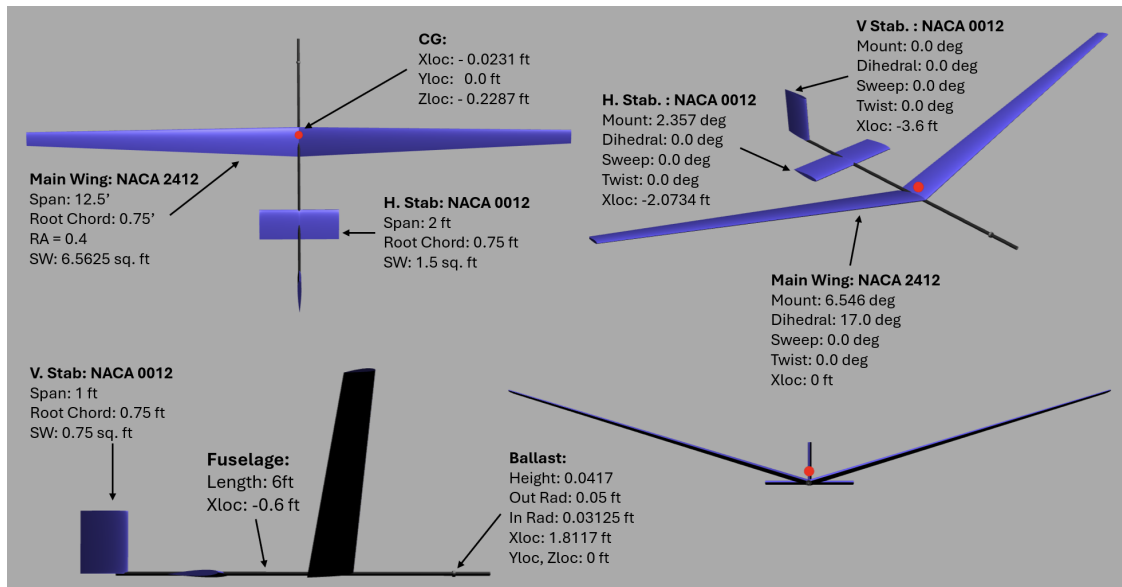 CG:
Xloc: - 0.0231 ft
Yloc: 0.0 ft
Zloc: - 0.2287 ft
Main Wing: NACA 2412
Span: 12.5’
Root Chord: 0.75’
RA = 0.4
SW: 6.5625 sq. ft
H. Stab: NACA 0012
Span: 2 ft
Root Chord: 0.75 ft
SW: 1.5 sq. ft
V Stab. : NACA 0012
Mount: 0.0 deg
Dihedral: 0.0 deg
Sweep: 0.0 deg
Twist: 0.0 deg
Xloc: -3.6 ft
H. Stab. : NACA 0012
Mount: 2.357 deg
Dihedral: 0.0 deg
Sweep: 0.0 deg
Twist: 0.0 deg
Xloc: -2.0734 ft
Main Wing: NACA 2412
Mount: 6.546 deg
Dihedral: 17.0 deg
Sweep: 0.0 deg
Twist: 0.0 deg
Xloc: 0 ft
V. Stab: NACA 0012
Span: 1 ft
Root Chord: 0.75 ft
SW: 0.75 sq. ft
Fuselage:
Length: 6ft
Xloc: -0.6 ft
Ballast:
Height: 0.0417
Out Rad: 0.05 ft
In Rad: 0.03125 ft
Xloc: 1.8117 ft
Yloc, Zloc: 0 ft